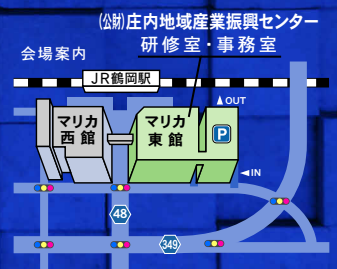 (公財)庄内地域産業振興センター
研修室・事務室
会場案内
JR鶴岡駅
OUT
マリカ
西館
マリカ
東館
P
IN
48
349